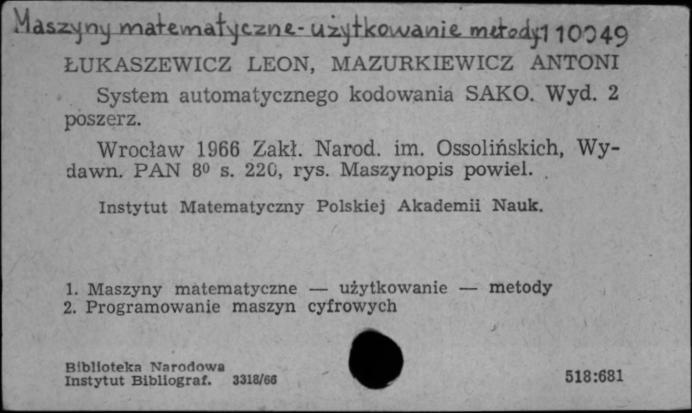 Maszyny matematyczne - użytkowanie metody
110049
ŁUKASZEWICZ LEON, MAZURKIEWICZ ANTONI
System automatycznego kodowania SAKO. Wyd. 2
poszerz.
Wrocław 1966 Zakł. Narod. im. Ossolińskich, Wy-
dawn. PAN 8⁰ s. 220, rys. Maszynopis powiel.
Instytut Matematyczny Polskiej Akademii Nauk.
1. Maszyny matematyczne — użytkowanie — metody
2. Programowanie maszyn cyfrowych
Biblioteka Narodowa
Instytut Bibliograf. 3318/66
518:681